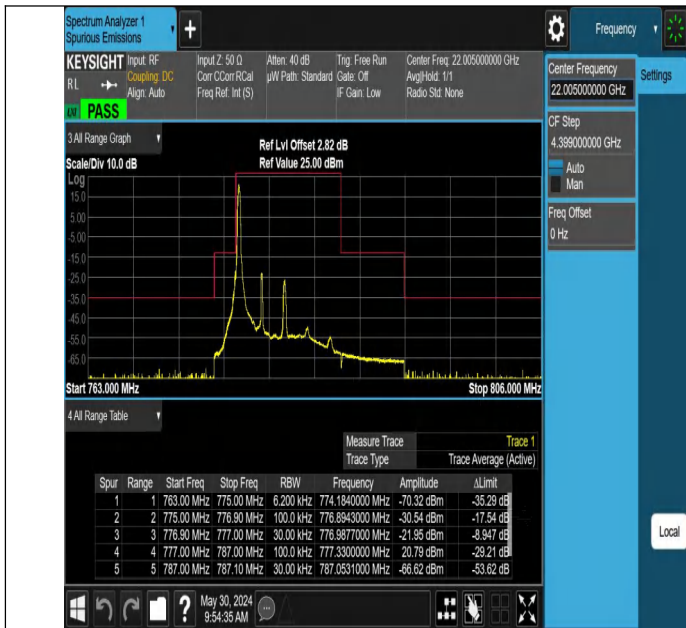 Spectrum Analyzer 1
Spurious Emissions
Frequency
KEYSIGHT
RL
Input: RF
Coupling: DC
Align: Auto
Input Z: 50 Ω
Corr CCorr RCal
Freq Ref: Int (S)
Atten: 40 dB
µW Path: Standard
Trig: Free Run
Gate: Off
IF Gain: Low
Center Freq: 22.005000000 GHz
Avg|Hold: 1/1
Radio Std: None
PASS
3 All Range Graph
Scale/Div 10.0 dB
Ref Lvl Offset 2.82 dB
Ref Value 25.00 dBm
Log
15.0
5.00
-5.00
-15.0
-25.0
-35.0
-45.0
-55.0
-65.0
Start 763.000 MHz
Stop 806.000 MHz
4 All Range Table
Measure Trace Trace 1
Trace Type Trace Average (Active)
Spur Range Start Freq Stop Freq RBW Frequency Amplitude ΔLimit
1 1 763.00 MHz 775.00 MHz 6.200 kHz 774.1840000 MHz -70.32 dBm -35.29 dB
2 2 775.00 MHz 776.90 MHz 100.0 kHz 776.8943000 MHz -30.54 dBm -17.54 dB
3 3 776.90 MHz 777.00 MHz 30.00 kHz 776.9877000 MHz -21.95 dBm -8.947 dB
4 4 777.00 MHz 787.00 MHz 100.0 kHz 777.3300000 MHz 20.79 dBm -29.21 dB
5 5 787.00 MHz 787.10 MHz 30.00 kHz 787.0531000 MHz -66.62 dBm -53.62 dB
Center Frequency
22.005000000 GHz
Settings
CF Step
4.399000000 GHz
Auto
Man
Freq Offset
0 Hz
Local
?
May 30, 2024
9:54:35 AM